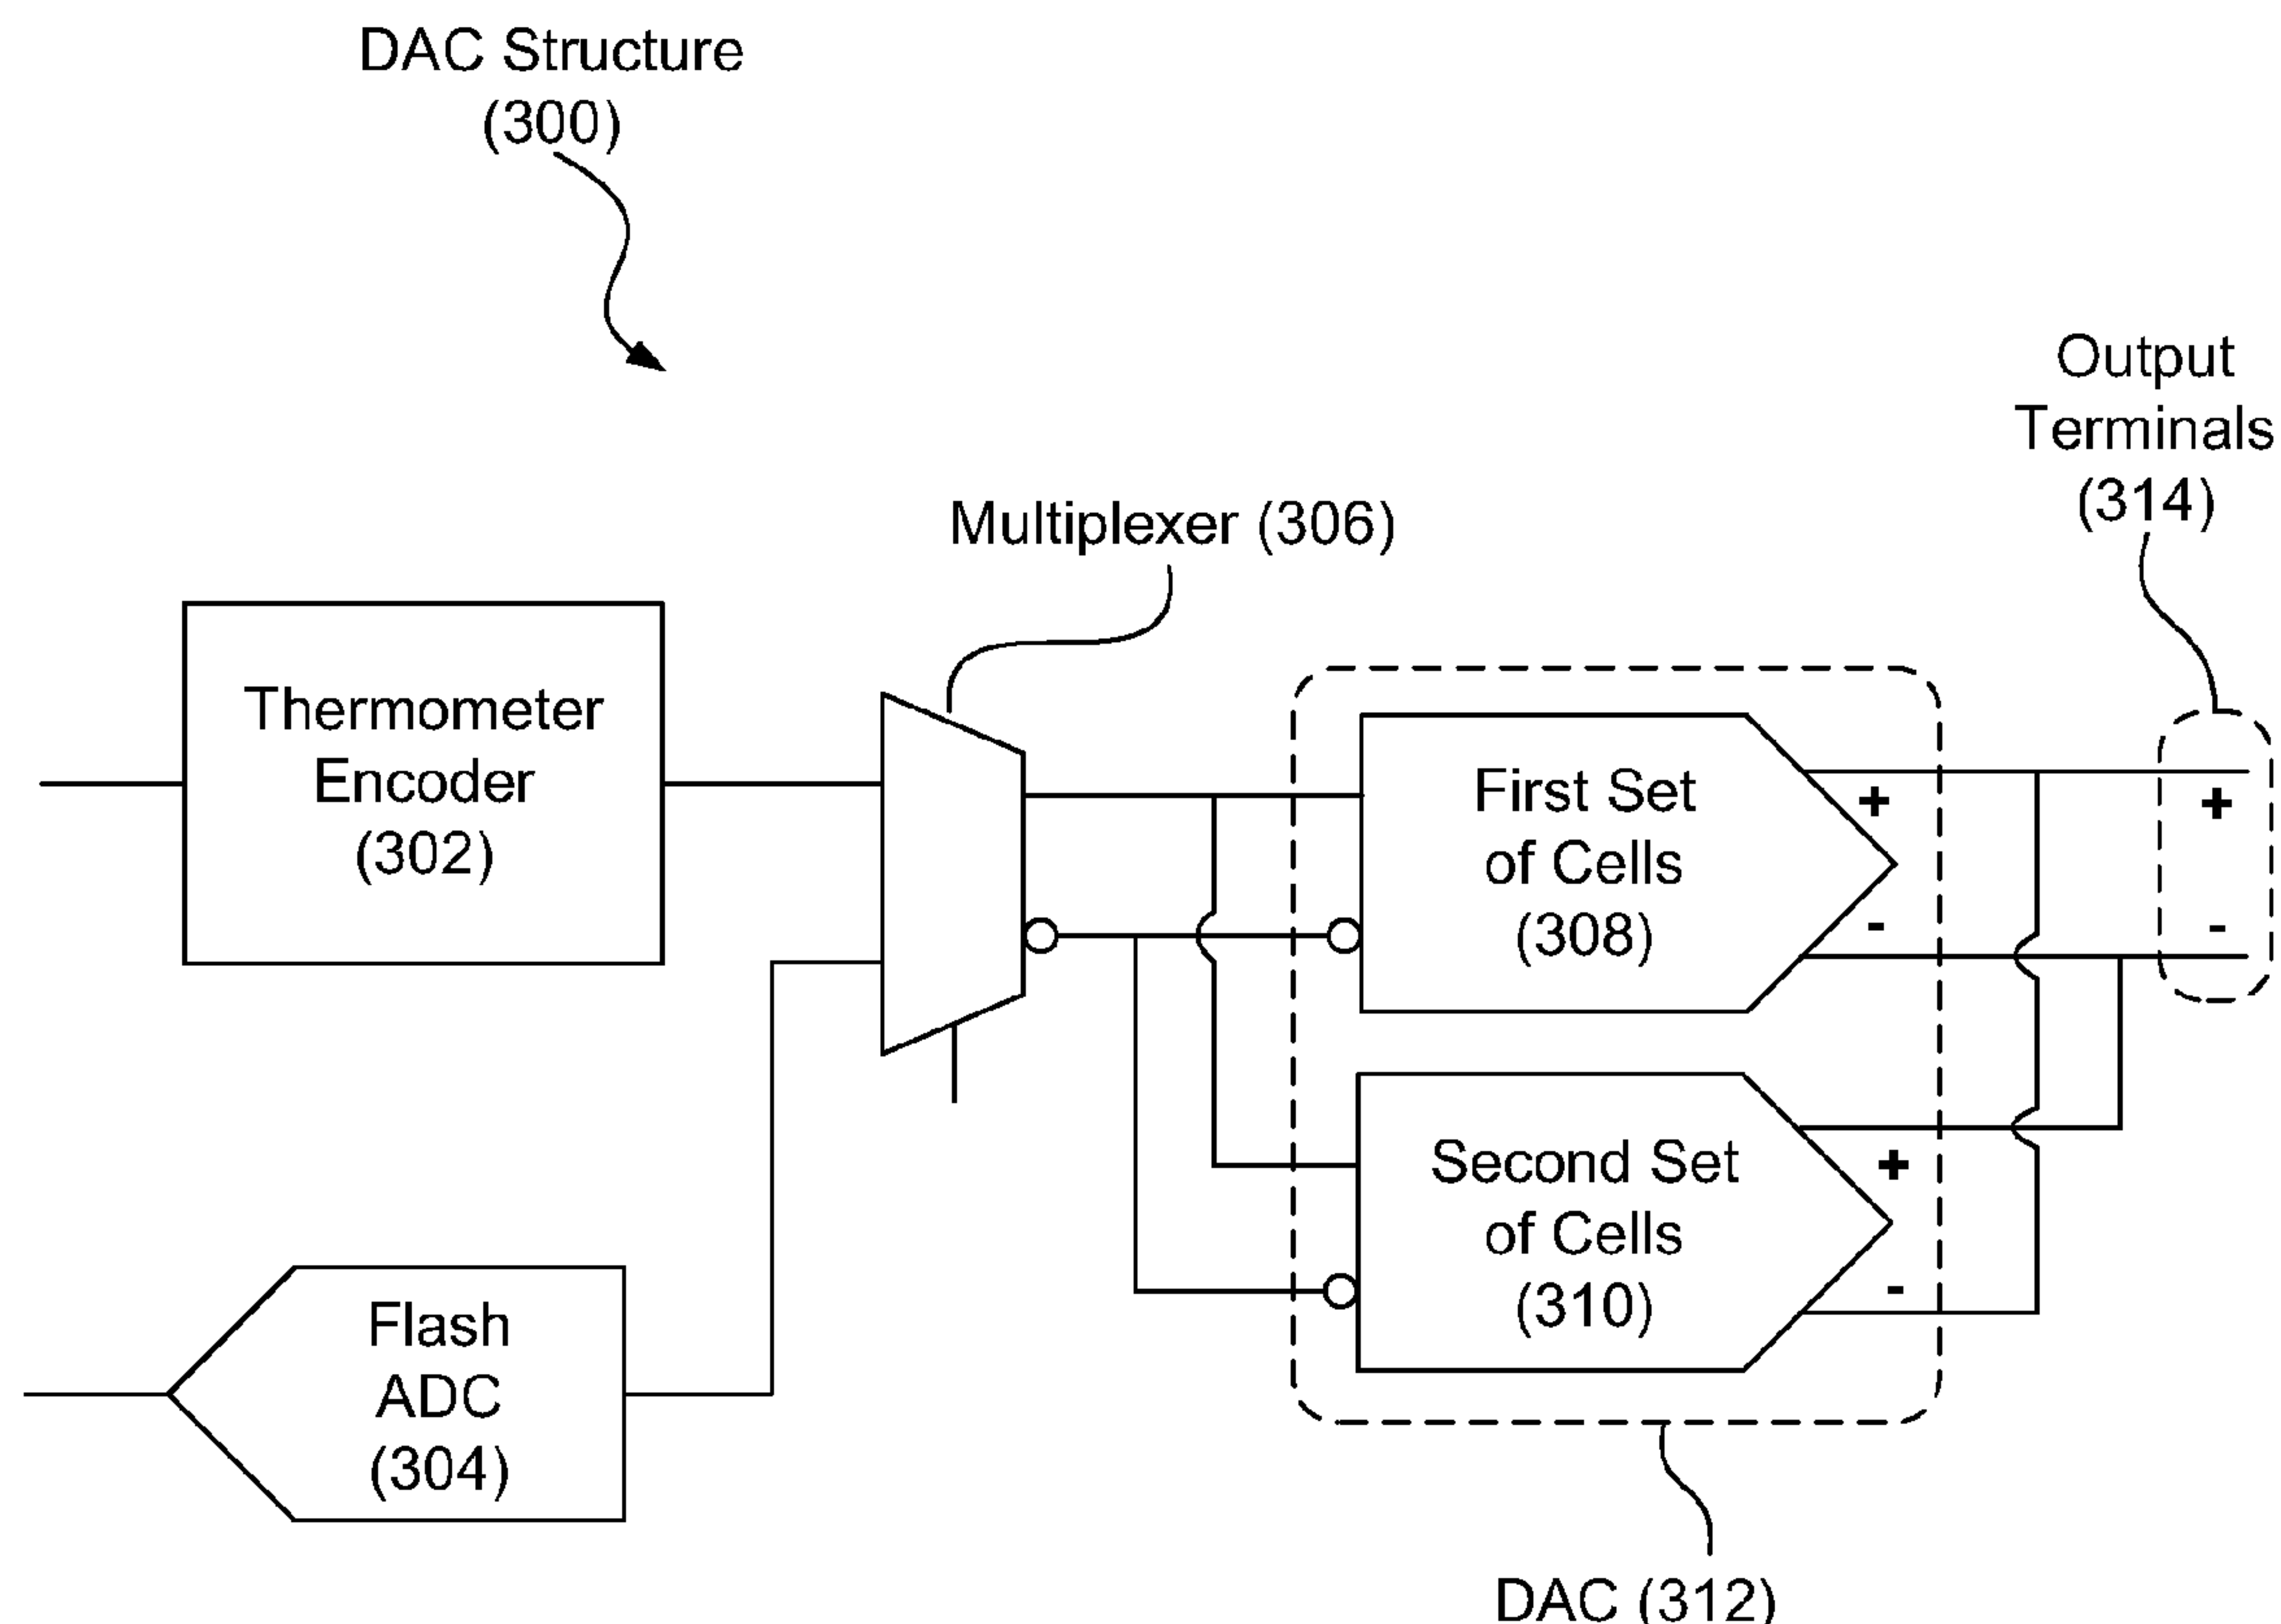 DAC Structure
(300)
Output
Terminals
(314)
Multiplexer (306)
Thermometer
Encoder
(302)
First Set
of Cells
(308)
+
-
+
-
Second Set
of Cells
(310)
+
-
Flash
ADC
(304)
DAC (312)